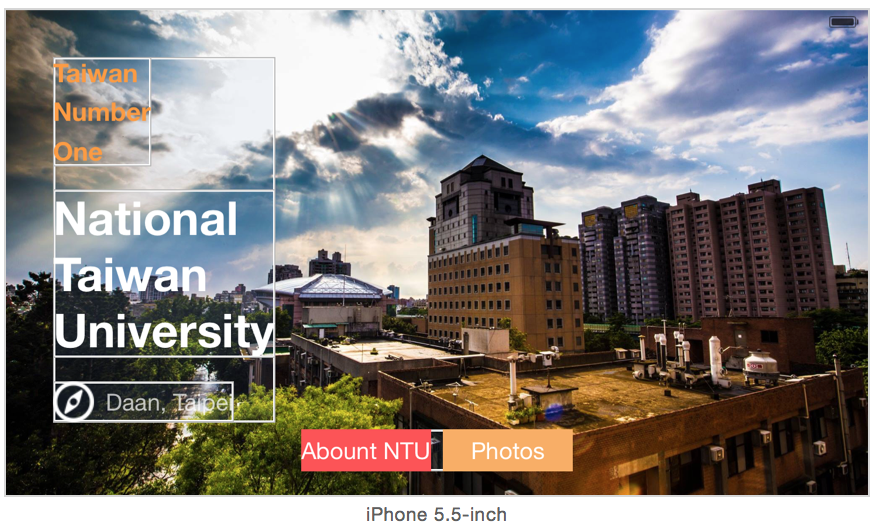 Taiwan
Number
One
National
Taiwan
University
Daan, Taipei
Abount NTU
Photos
iPhone 5.5-inch